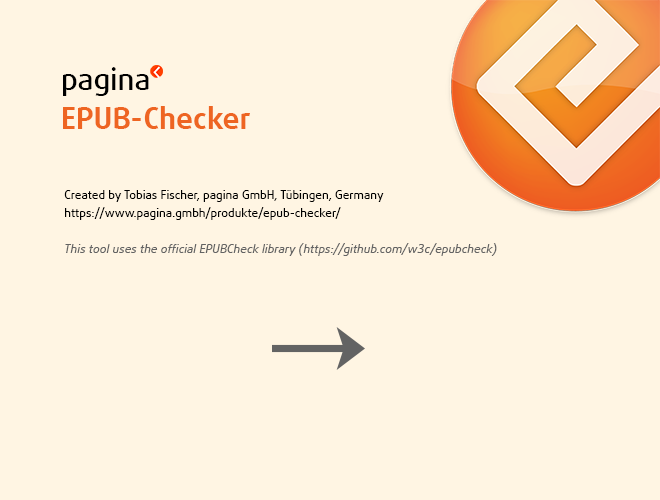 pagina
EPUB-Checker
Created by Tobias Fischer, pagina GmbH, Tübingen, Germany
https://www.pagina.gmbh/produkte/epub-checker/
This tool uses the official EPUBCheck library (https://github.com/w3c/epubcheck)